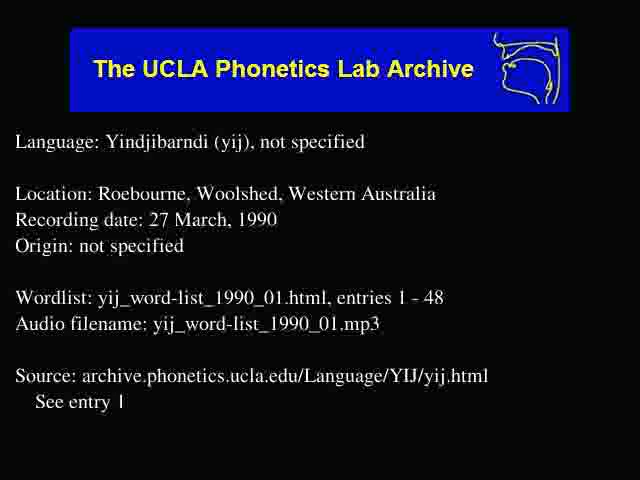 The UCLA Phonetics Lab Archive
Language: Yindjibarndi (yij), not specified
Location: Roebourne, Woolshed, Western Australia
Recording date: 27 March, 1990
Origin: not specified
Wordlist: yij_word-list_1990_01.html, entries 1 - 48
Audio filename: yij_word-list_1990_01.mp3
Source: archive.phonetics.ucla.edu/Language/YIJ/yij.html
See entry 1